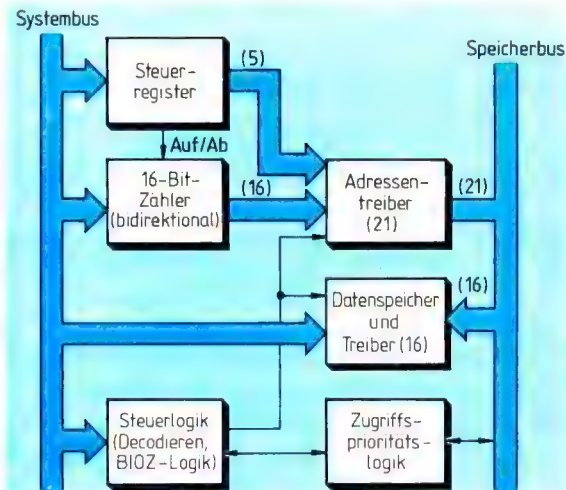 Systembus
Speicherbus
Steuer-
register
(5)
Auf/Ab
16-Bit-
Zähler
(bidirektional)
(16)
Adressen-
treiber
(21)
(21)
(16)
Datenspeicher
und
Treiber (16)
Steuerlogik
(Decodieren,
BIOZ-Logik)
Zugriffs-
prioritäts-
logik